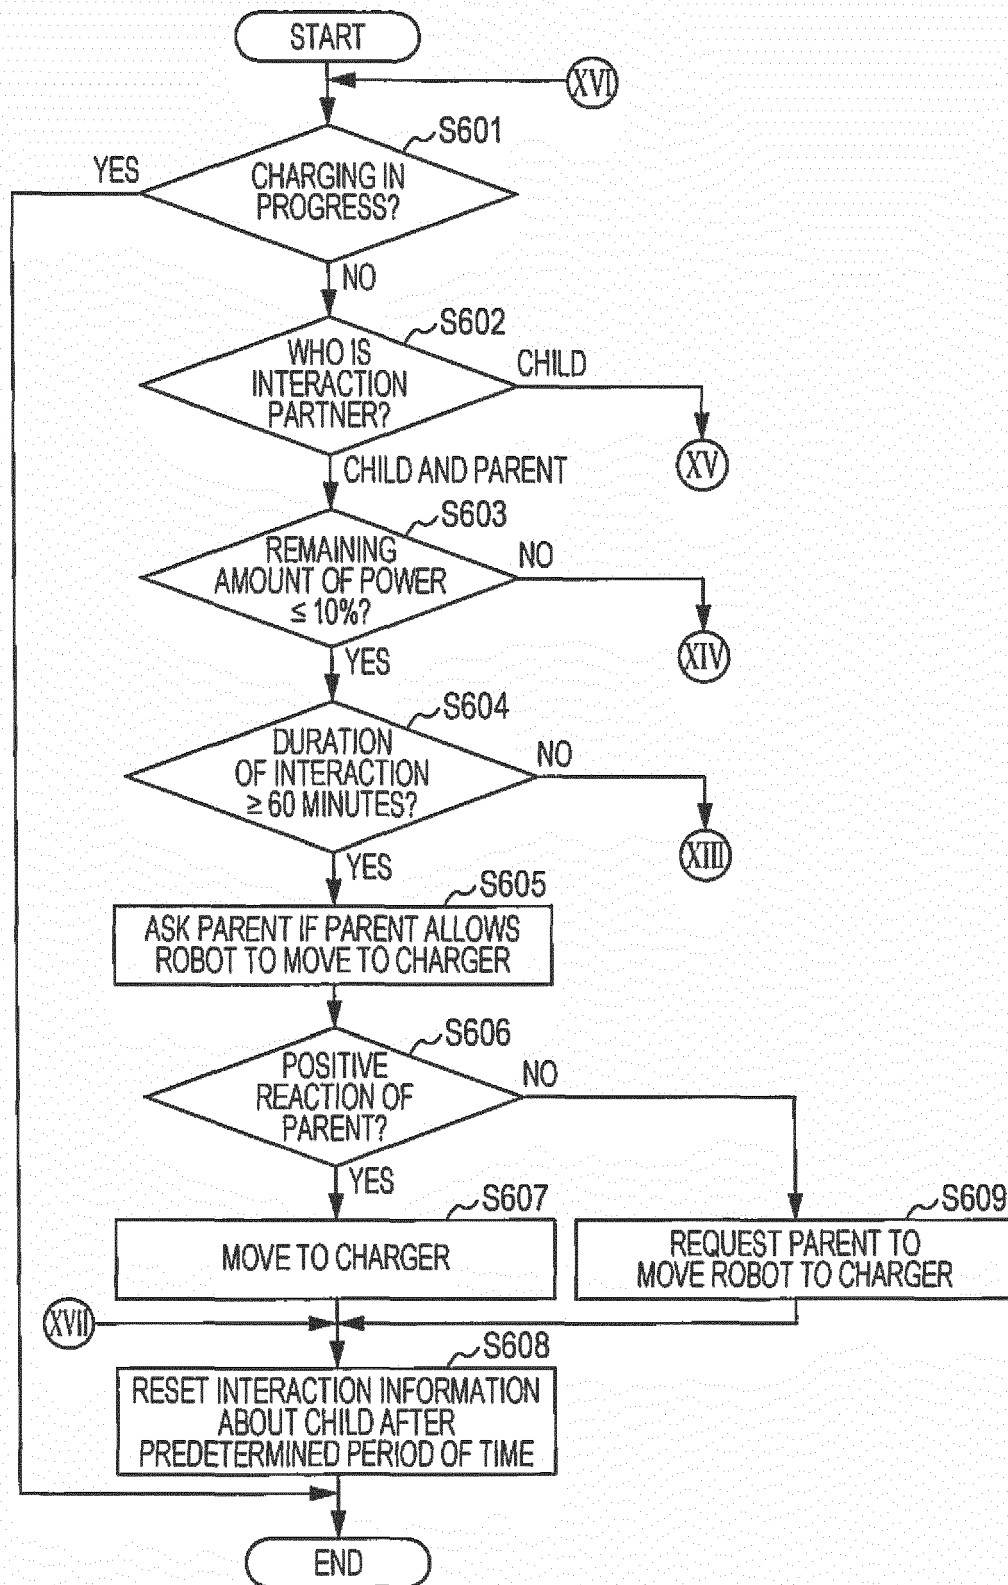 START
XVI
S601
YES
CHARGING IN
PROGRESS?
NO
S602
WHO IS
INTERACTION
PARTNER?
CHILD
XV
CHILD AND PARENT
S603
REMAINING
AMOUNT OF POWER
≤ 10%?
NO
XIV
YES
S604
DURATION
OF INTERACTION
≥ 60 MINUTES?
NO
XIII
YES
S605
ASK PARENT IF PARENT ALLOWS
ROBOT TO MOVE TO CHARGER
S606
POSITIVE
REACTION OF
PARENT?
NO
YES
S607
MOVE TO CHARGER
S609
REQUEST PARENT TO
MOVE ROBOT TO CHARGER
XVII
S608
RESET INTERACTION INFORMATION
ABOUT CHILD AFTER
PREDETERMINED PERIOD OF TIME
END